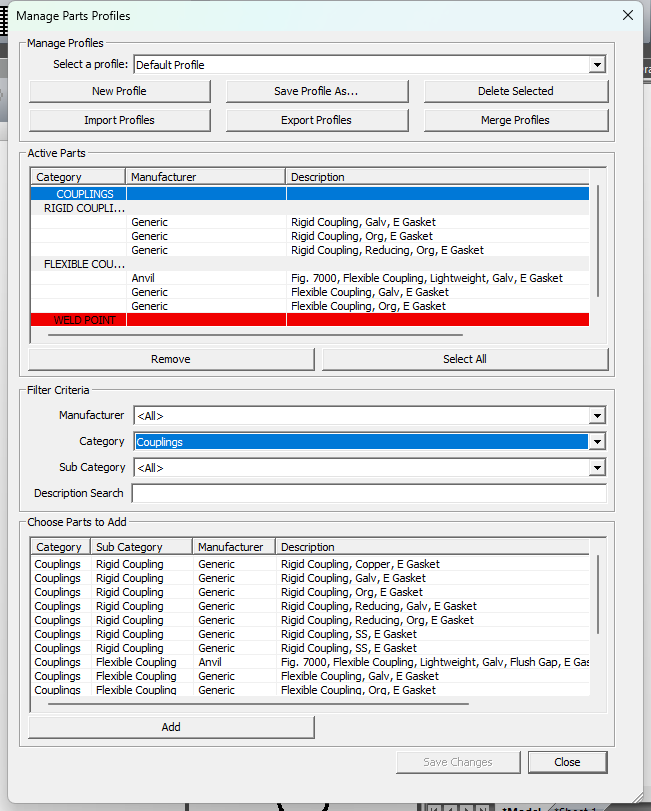 Manage Parts Profiles
Manage Profiles
Select a profile: Default Profile
New Profile Save Profile As... Delete Selected
Import Profiles Export Profiles Merge Profiles
Active Parts
Category Manufacturer Description
COUPLINGS
RIGID COUPLI...
Generic Rigid Coupling, Galv, E Gasket
Generic Rigid Coupling, Org, E Gasket
Generic Rigid Coupling, Reducing, Org, E Gasket
FLEXIBLE COU...
Anvil Fig. 7000, Flexible Coupling, Lightweight, Galv, E Gasket
Generic Flexible Coupling, Galv, E Gasket
Generic Flexible Coupling, Org, E Gasket
WELD POINT
Remove Select All
Filter Criteria
Manufacturer <All>
Category Couplings
Sub Category <All>
Description Search
Choose Parts to Add
Category Sub Category Manufacturer Description
Couplings Rigid Coupling Generic Rigid Coupling, Copper, E Gasket
Couplings Rigid Coupling Generic Rigid Coupling, Galv, E Gasket
Couplings Rigid Coupling Generic Rigid Coupling, Org, E Gasket
Couplings Rigid Coupling Generic Rigid Coupling, Reducing, Galv, E Gasket
Couplings Rigid Coupling Generic Rigid Coupling, Reducing, Org, E Gasket
Couplings Rigid Coupling Generic Rigid Coupling, SS, E Gasket
Couplings Rigid Coupling Generic Rigid Coupling, SS, E Gasket
Couplings Flexible Coupling Anvil Fig. 7000, Flexible Coupling, Lightweight, Galv, Flush Gap, E Gas
Couplings Flexible Coupling Generic Flexible Coupling, Galv, E Gasket
Couplings Flexible Coupling Generic Flexible Coupling, Org, E Gasket
Add
Save Changes Close
*Model *Sheet 1